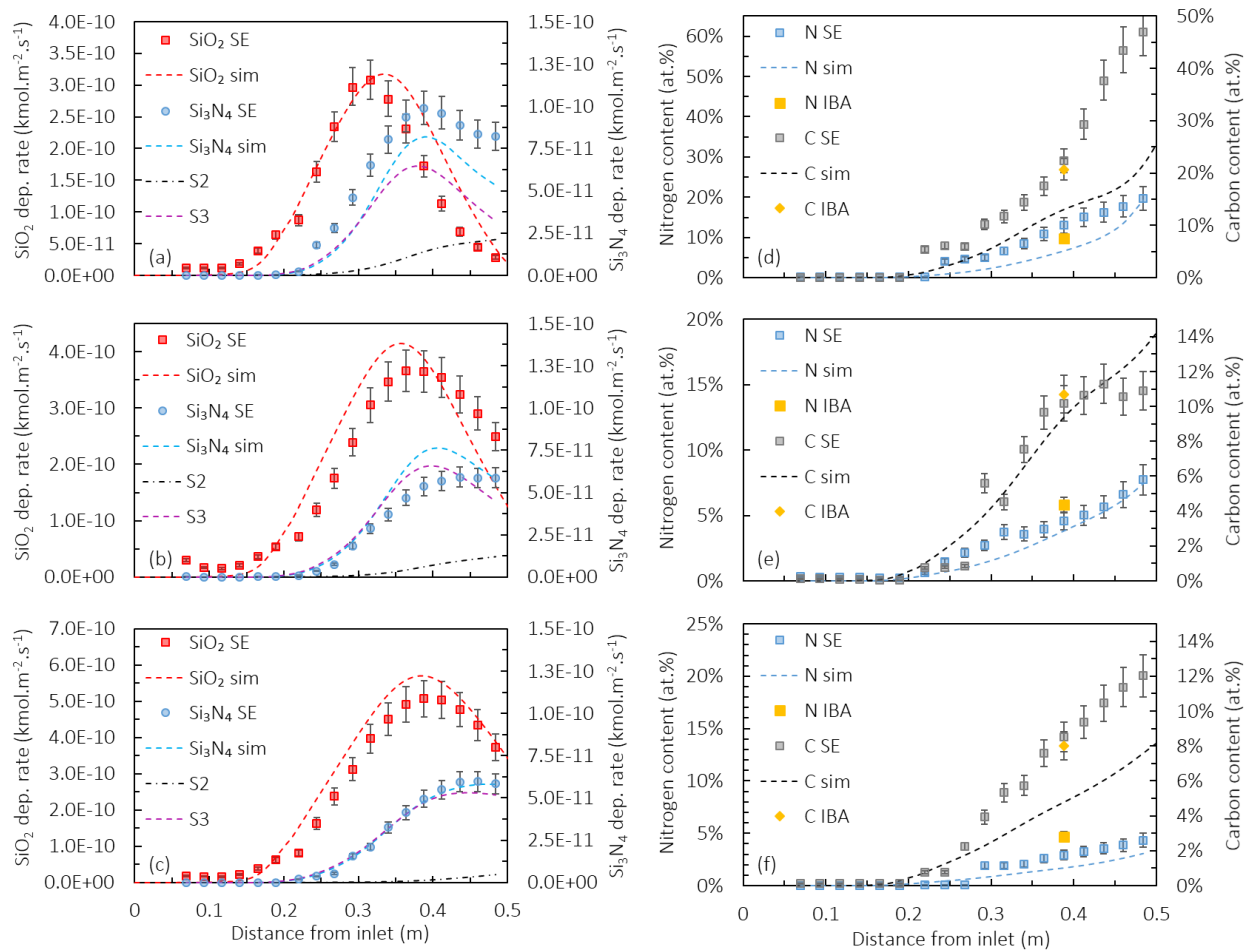 SiO₂ dep. rate (kmol.m⁻².s⁻¹)
4.0E-10
3.5E-10
3.0E-10
2.5E-10
2.0E-10
1.5E-10
1.0E-10
5.0E-11
0.0E+00
SiO₂ SE
SiO₂ sim
Si₃N₄ SE
Si₃N₄ sim
S2
S3
(a)
1.5E-10
1.2E-10
9.0E-11
6.0E-11
3.0E-11
0.0E+00
Si₃N₄ dep. rate (kmol.m⁻².s⁻¹)
SiO₂ dep. rate (kmol.m⁻².s⁻¹)
4.0E-10
3.0E-10
2.0E-10
1.0E-10
0.0E+00
SiO₂ SE
SiO₂ sim
Si₃N₄ SE
Si₃N₄ sim
S2
S3
(b)
1.5E-10
1.3E-10
1.0E-10
7.5E-11
5.0E-11
2.5E-11
0.0E+00
Si₃N₄ dep. rate (kmol.m⁻².s⁻¹)
SiO₂ dep. rate (kmol.m⁻².s⁻¹)
7.0E-10
6.0E-10
5.0E-10
4.0E-10
3.0E-10
2.0E-10
1.0E-10
0.0E+00
SiO₂ SE
SiO₂ sim
Si₃N₄ SE
Si₃N₄ sim
S2
S3
(c)
1.5E-10
1.3E-10
1.0E-10
7.5E-11
5.0E-11
2.5E-11
0.0E+00
Si₃N₄ dep. rate (kmol.m⁻².s⁻¹)
0
0.1
0.2
0.3
0.4
0.5
Distance from inlet (m)
Nitrogen content (at.%)
60%
50%
40%
30%
20%
10%
0%
N SE
N sim
N IBA
C SE
C sim
C IBA
(d)
50%
40%
30%
20%
10%
0%
Carbon content (at.%)
Nitrogen content (at.%)
20%
15%
10%
5%
0%
N SE
N sim
N IBA
C SE
C sim
C IBA
(e)
14%
12%
10%
8%
6%
4%
2%
0%
Carbon content (at.%)
Nitrogen content (at.%)
25%
20%
15%
10%
5%
0%
N SE
N sim
N IBA
C SE
C sim
C IBA
(f)
14%
12%
10%
8%
6%
4%
2%
0%
Carbon content (at.%)
0
0.1
0.2
0.3
0.4
0.5
Distance from inlet (m)